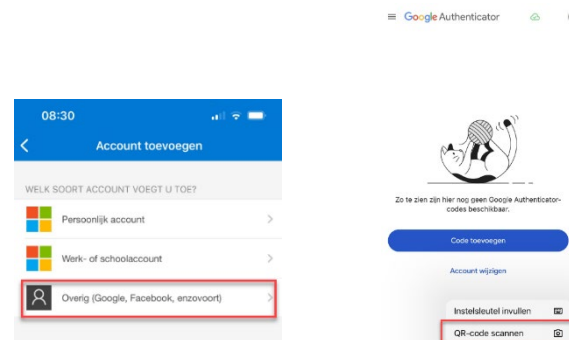 08:30
Account toevoegen
WELK SOORT ACCOUNT VOEGT U TOE?
Persoonlijk account
Werk- of schoolaccount
Overig (Google, Facebook, enzovoort)
Google Authenticator
Zo te zien zijn hier nog geen Google Authenticator-
codes beschikbaar.
Code toevoegen
Account wijzigen
Instelsleutel invullen
QR-code scannen